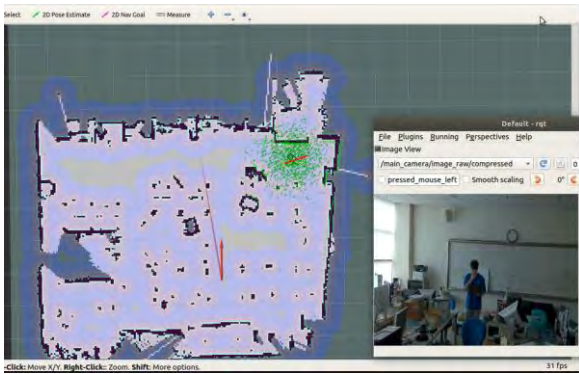 Select 2D Pose Estimate 2D Nav Goal Measure
Default - rqt
File Plugins Running Perspectives Help
Image View
/main_camera/image_raw/compressed 0
pressed_mouse_left Smooth scaling 0°
-Click: Move X/Y. Right-Click:: Zoom. Shift: More options.
31 fps